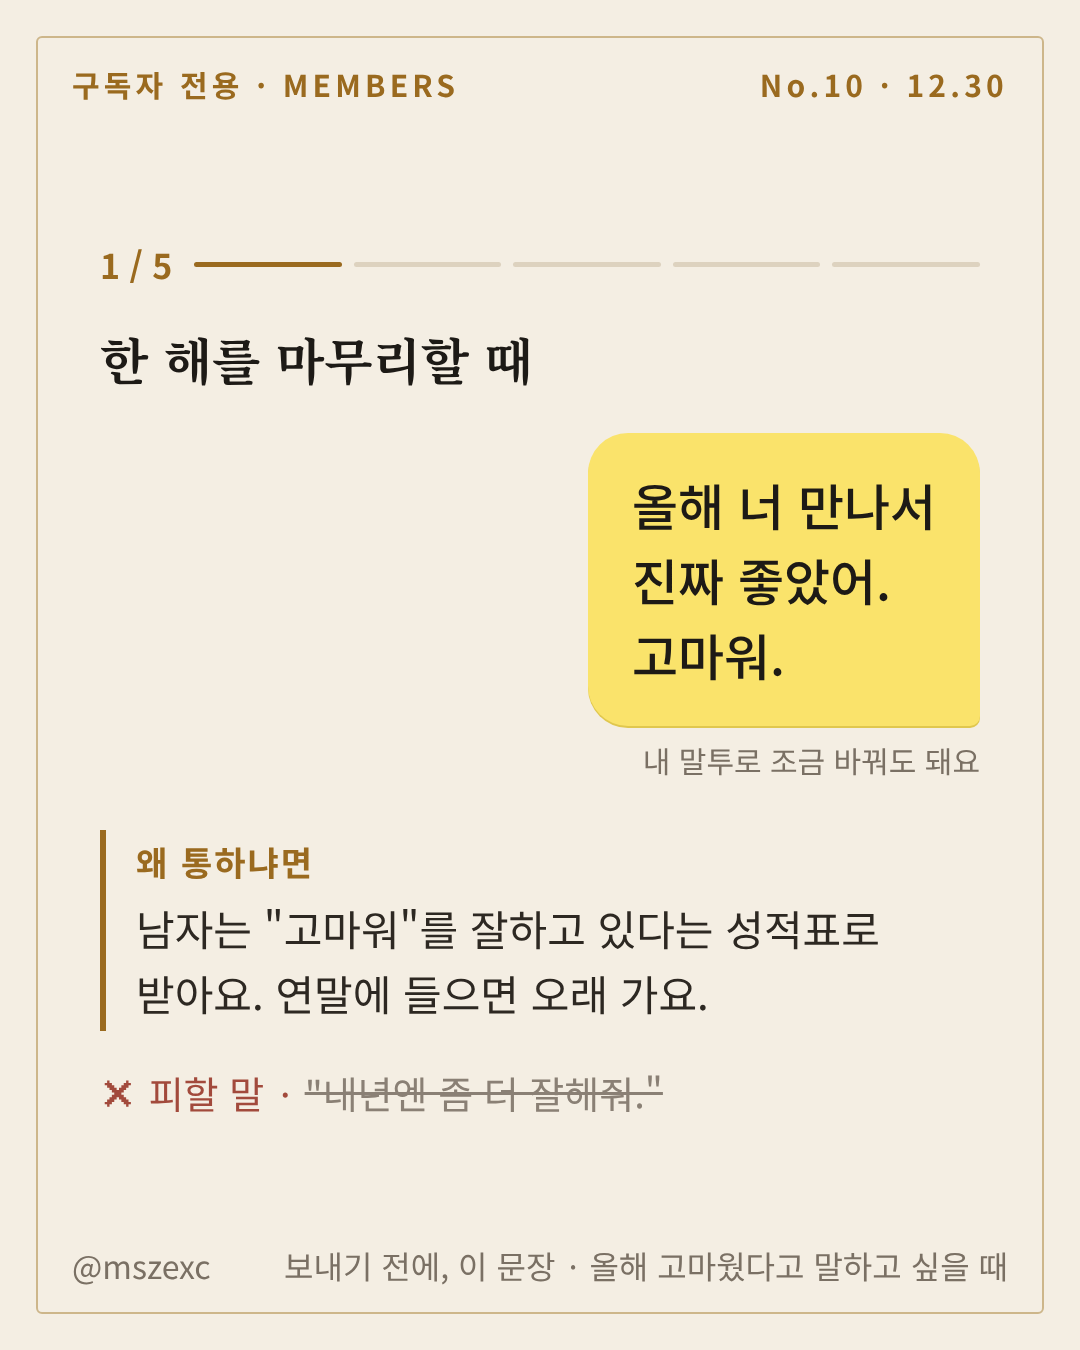 구독자 전용 · MEMBERS
No.10 · 12.30
1 / 5
한 해를 마무리할 때
올해 너 만나서
진짜 좋았어.
고마워.
내 말투로 조금 바꿔도 돼요
왜 통하냐면
남자는 "고마워"를 잘하고 있다는 성적표로
받아요. 연말에 들으면 오래 가요.
✕ 피할 말 · "내년엔 좀 더 잘해줘."
@mszexc
보내기 전에, 이 문장 · 올해 고마웠다고 말하고 싶을 때